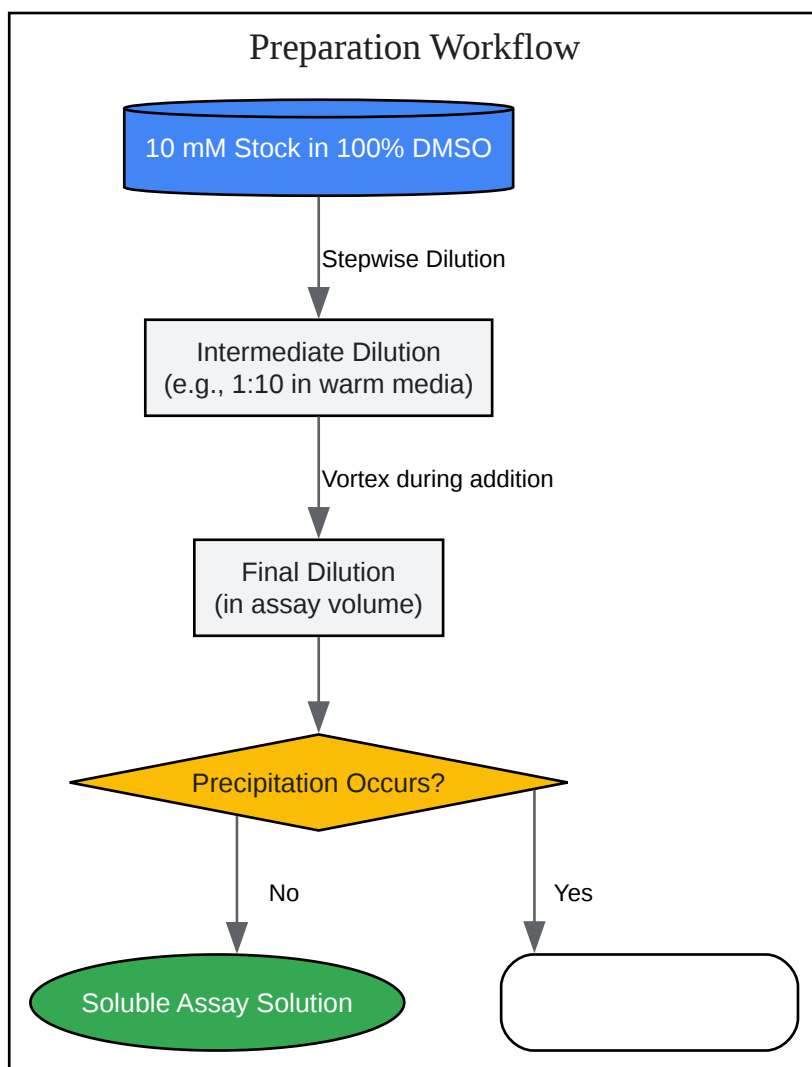 Preparation Workflow
10 mM Stock in 100% DMSO
Stepwise Dilution
Intermediate Dilution
(e.g., 1:10 in warm media)
Vortex during addition
Final Dilution
(in assay volume)
Precipitation Occurs?
No
Yes
Soluble Assay Solution